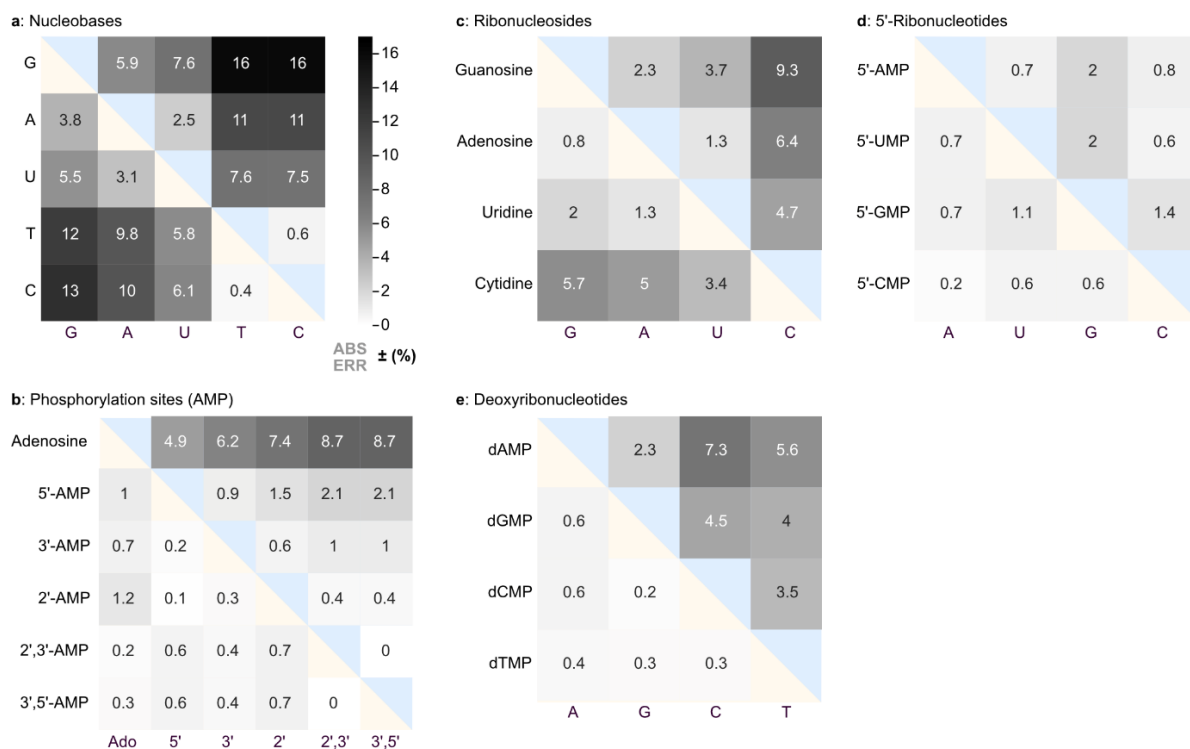 a: Nucleobases
G 5.9 7.6 16 16
A 3.8 2.5 11 11
U 5.5 3.1 7.6 7.5
T 12 9.8 5.8 0.6
C 13 10 6.1 0.4
G A U T C
16
14
12
10
8
6
4
2
0
ABS
ERR ± (%)
b: Phosphorylation sites (AMP)
Adenosine 4.9 6.2 7.4 8.7 8.7
5'-AMP 1 0.9 1.5 2.1 2.1
3'-AMP 0.7 0.2 0.6 1 1
2'-AMP 1.2 0.1 0.3 0.4 0.4
2',3'-AMP 0.2 0.6 0.4 0.7 0
3',5'-AMP 0.3 0.6 0.4 0.7 0
Ado 5' 3' 2' 2',3' 3',5'
c: Ribonucleosides
Guanosine 2.3 3.7 9.3
Adenosine 0.8 1.3 6.4
Uridine 2 1.3 4.7
Cytidine 5.7 5 3.4
G A U C
d: 5'-Ribonucleotides
5'-AMP 0.7 2 0.8
5'-UMP 0.7 2 0.6
5'-GMP 0.7 1.1 1.4
5'-CMP 0.2 0.6 0.6
A U G C
e: Deoxyribonucleotides
dAMP 2.3 7.3 5.6
dGMP 0.6 4.5 4
dCMP 0.6 0.2 3.5
dTMP 0.4 0.3 0.3
A G C T